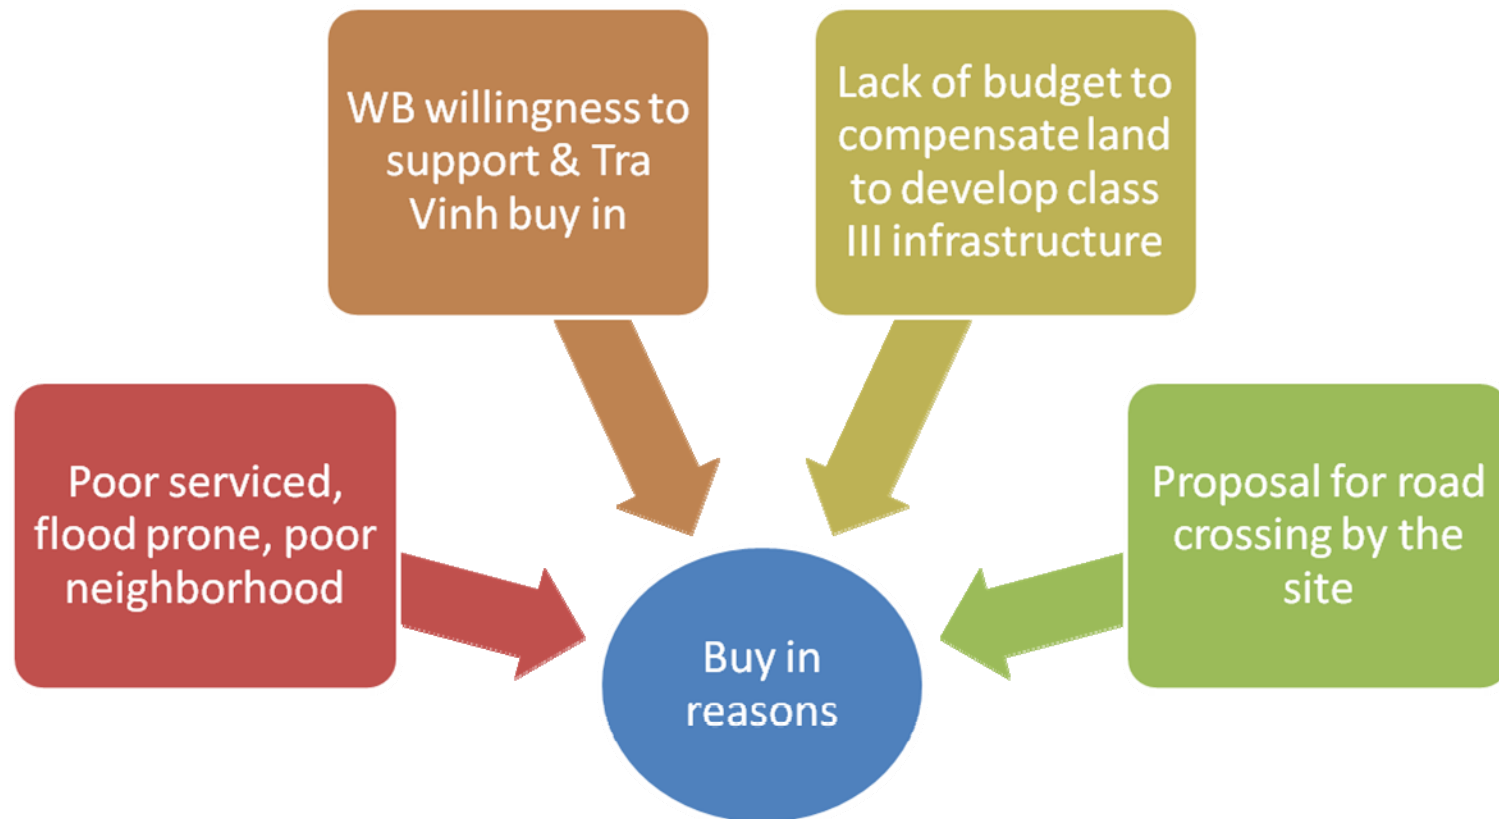 WB willingness to
support & Tra
Vinh buy in
Lack of budget to
compensate land
to develop class
III infrastructure
Poor serviced,
flood prone, poor
neighborhood
Proposal for road
crossing by the
site
Buy in
reasons